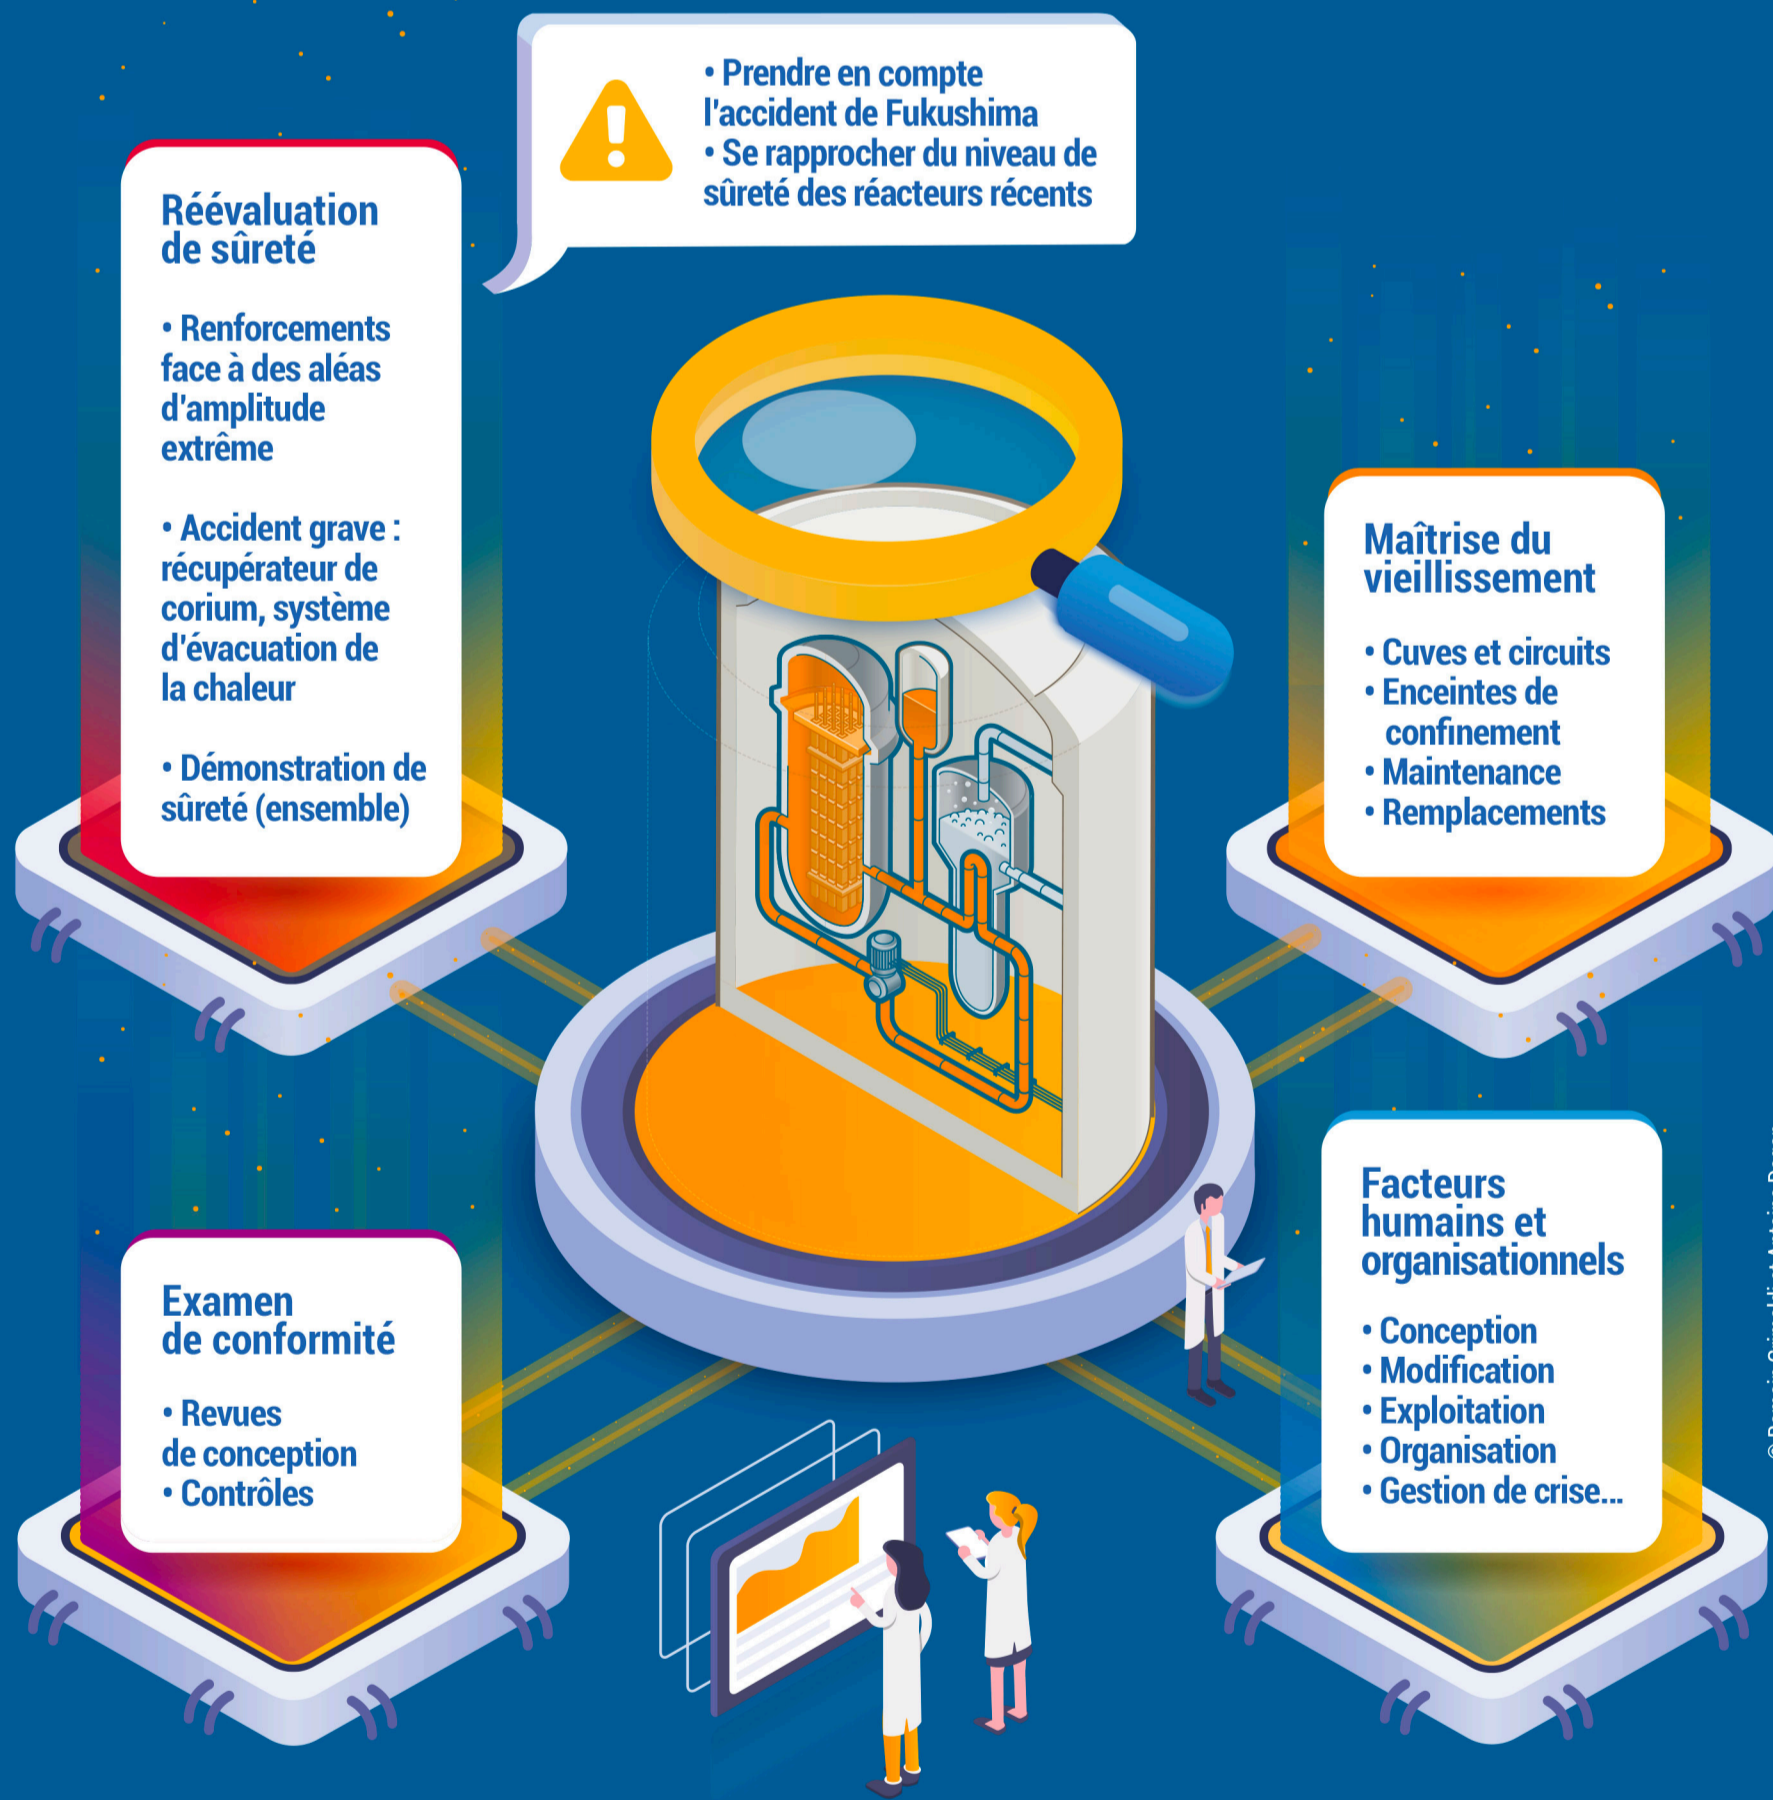 • Prendre en compte
l'accident de Fukushima
• Se rapprocher du niveau de
sûreté des réacteurs récents
Réévaluation
de sûreté
• Renforcements
face à des aléas
d'amplitude
extrême
• Accident grave :
récupérateur de
corium, système
d'évacuation de
la chaleur
• Démonstration de
sûreté (ensemble)
Maîtrise du
vieillissement
• Cuves et circuits
• Enceintes de
confinement
• Maintenance
• Remplacements
Examen
de conformité
• Revues
de conception
• Contrôles
Facteurs
humains et
organisationnels
• Conception
• Modification
• Exploitation
• Organisation
• Gestion de crise...